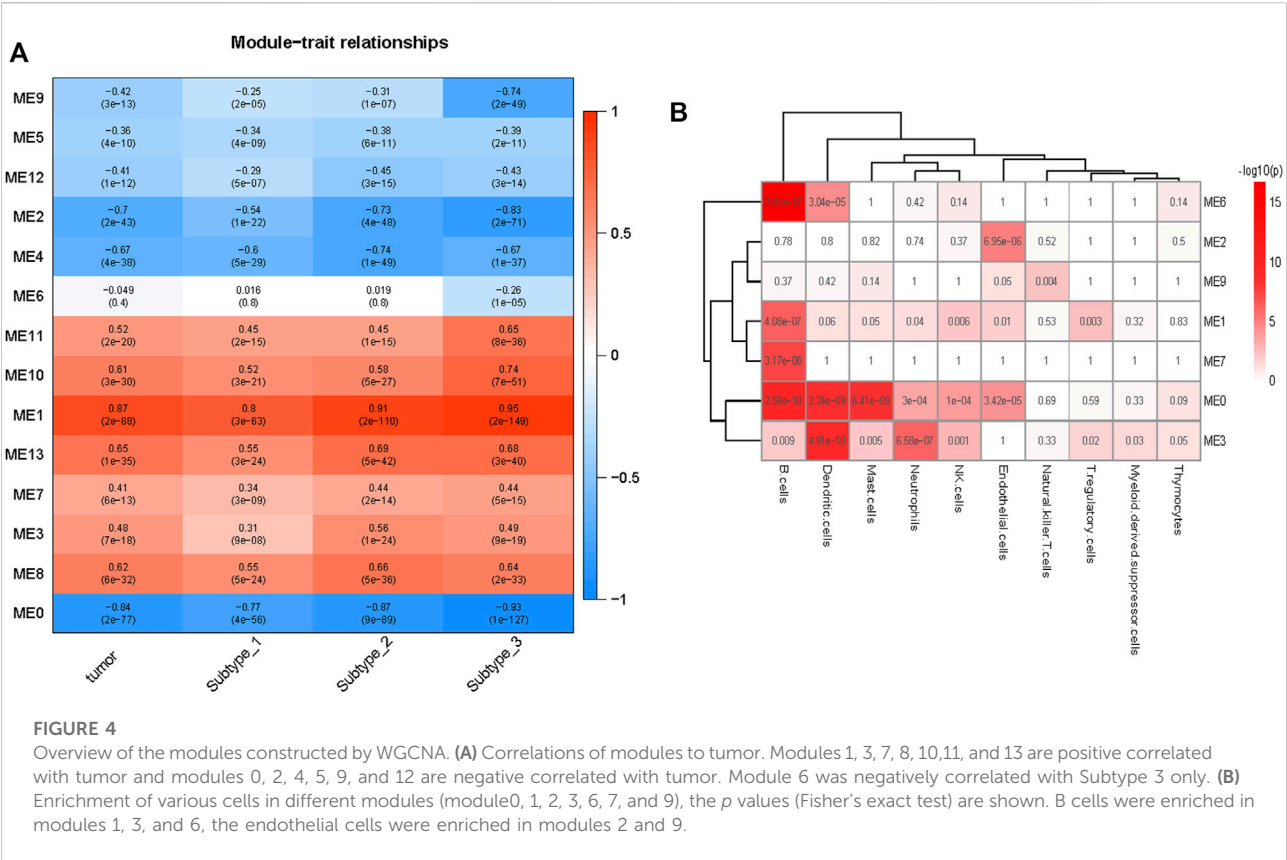 A
Module-trait relationships
ME9 −0.42 −0.25 −0.31 −0.74
(3e−13) (2e−05) (1e−07) (2e−49)
ME5 −0.36 −0.34 −0.38 −0.39
(4e−10) (4e−09) (6e−11) (2e−11)
ME12 −0.41 −0.29 −0.45 −0.43
(1e−12) (5e−07) (3e−15) (3e−14)
ME2 −0.7 −0.54 −0.73 −0.83
(2e−43) (1e−22) (4e−48) (2e−71)
ME4 −0.67 −0.6 −0.74 −0.67
(4e−38) (5e−29) (1e−49) (1e−37)
ME6 −0.049 0.016 0.019 −0.26
(0.4) (0.8) (0.8) (1e−05)
ME11 0.52 0.45 0.45 0.65
(2e−20) (2e−15) (1e−15) (8e−36)
ME10 0.61 0.52 0.58 0.74
(3e−30) (3e−21) (5e−27) (7e−51)
ME1 0.87 0.8 0.91 0.95
(2e−88) (3e−63) (2e−110) (2e−149)
ME13 0.65 0.55 0.69 0.68
(1e−35) (3e−24) (5e−42) (3e−40)
ME7 0.41 0.34 0.44 0.44
(6e−13) (3e−09) (2e−14) (5e−15)
ME3 0.48 0.31 0.56 0.49
(7e−18) (9e−08) (1e−24) (9e−19)
ME8 0.62 0.55 0.66 0.64
(6e−32) (5e−24) (5e−36) (2e−33)
ME0 −0.84 −0.77 −0.87 −0.93
(2e−77) (4e−56) (9e−89) (1e−127)
tumor Subtype_1 Subtype_2 Subtype_3
1
0.5
0
−0.5
−1
B
-log10(p)
15
10
5
0
3.04e−05 1 0.42 0.14 1 1 1 1 0.14 ME6
0.78 0.8 0.82 0.74 0.37 6.95e−06 0.52 1 1 0.5 ME2
0.37 0.42 0.14 1 1 0.05 0.004 1 1 1 ME9
4.08e−07 0.06 0.05 0.04 0.006 0.01 0.53 0.003 0.32 0.83 ME1
1 1 1 1 1 1 1 1 1 ME7
2.56e−10 2.24e−09 6.41e−09 3e−04 1e−04 3.42e−05 0.69 0.59 0.33 0.09 ME0
0.009 4.91e−10 0.005 6.58e−07 0.001 1 0.33 0.02 0.03 0.05 ME3
B.cells
Dendritic.cells
Mast.cells
Neutrophils
NK.cells
Endothelial.cells
Natural.killer.T.cells
T.regulatory.cells
Myeloid.derived.suppressor.cells
Thymocytes
FIGURE 4
Overview of the modules constructed by WGCNA. (A) Correlations of modules to tumor. Modules 1, 3, 7, 8, 10,11, and 13 are positive correlated
with tumor and modules 0, 2, 4, 5, 9, and 12 are negative correlated with tumor. Module 6 was negatively correlated with Subtype 3 only. (B)
Enrichment of various cells in different modules (module0, 1, 2, 3, 6, 7, and 9), the p values (Fisher's exact test) are shown. B cells were enriched in
modules 1, 3, and 6, the endothelial cells were enriched in modules 2 and 9.